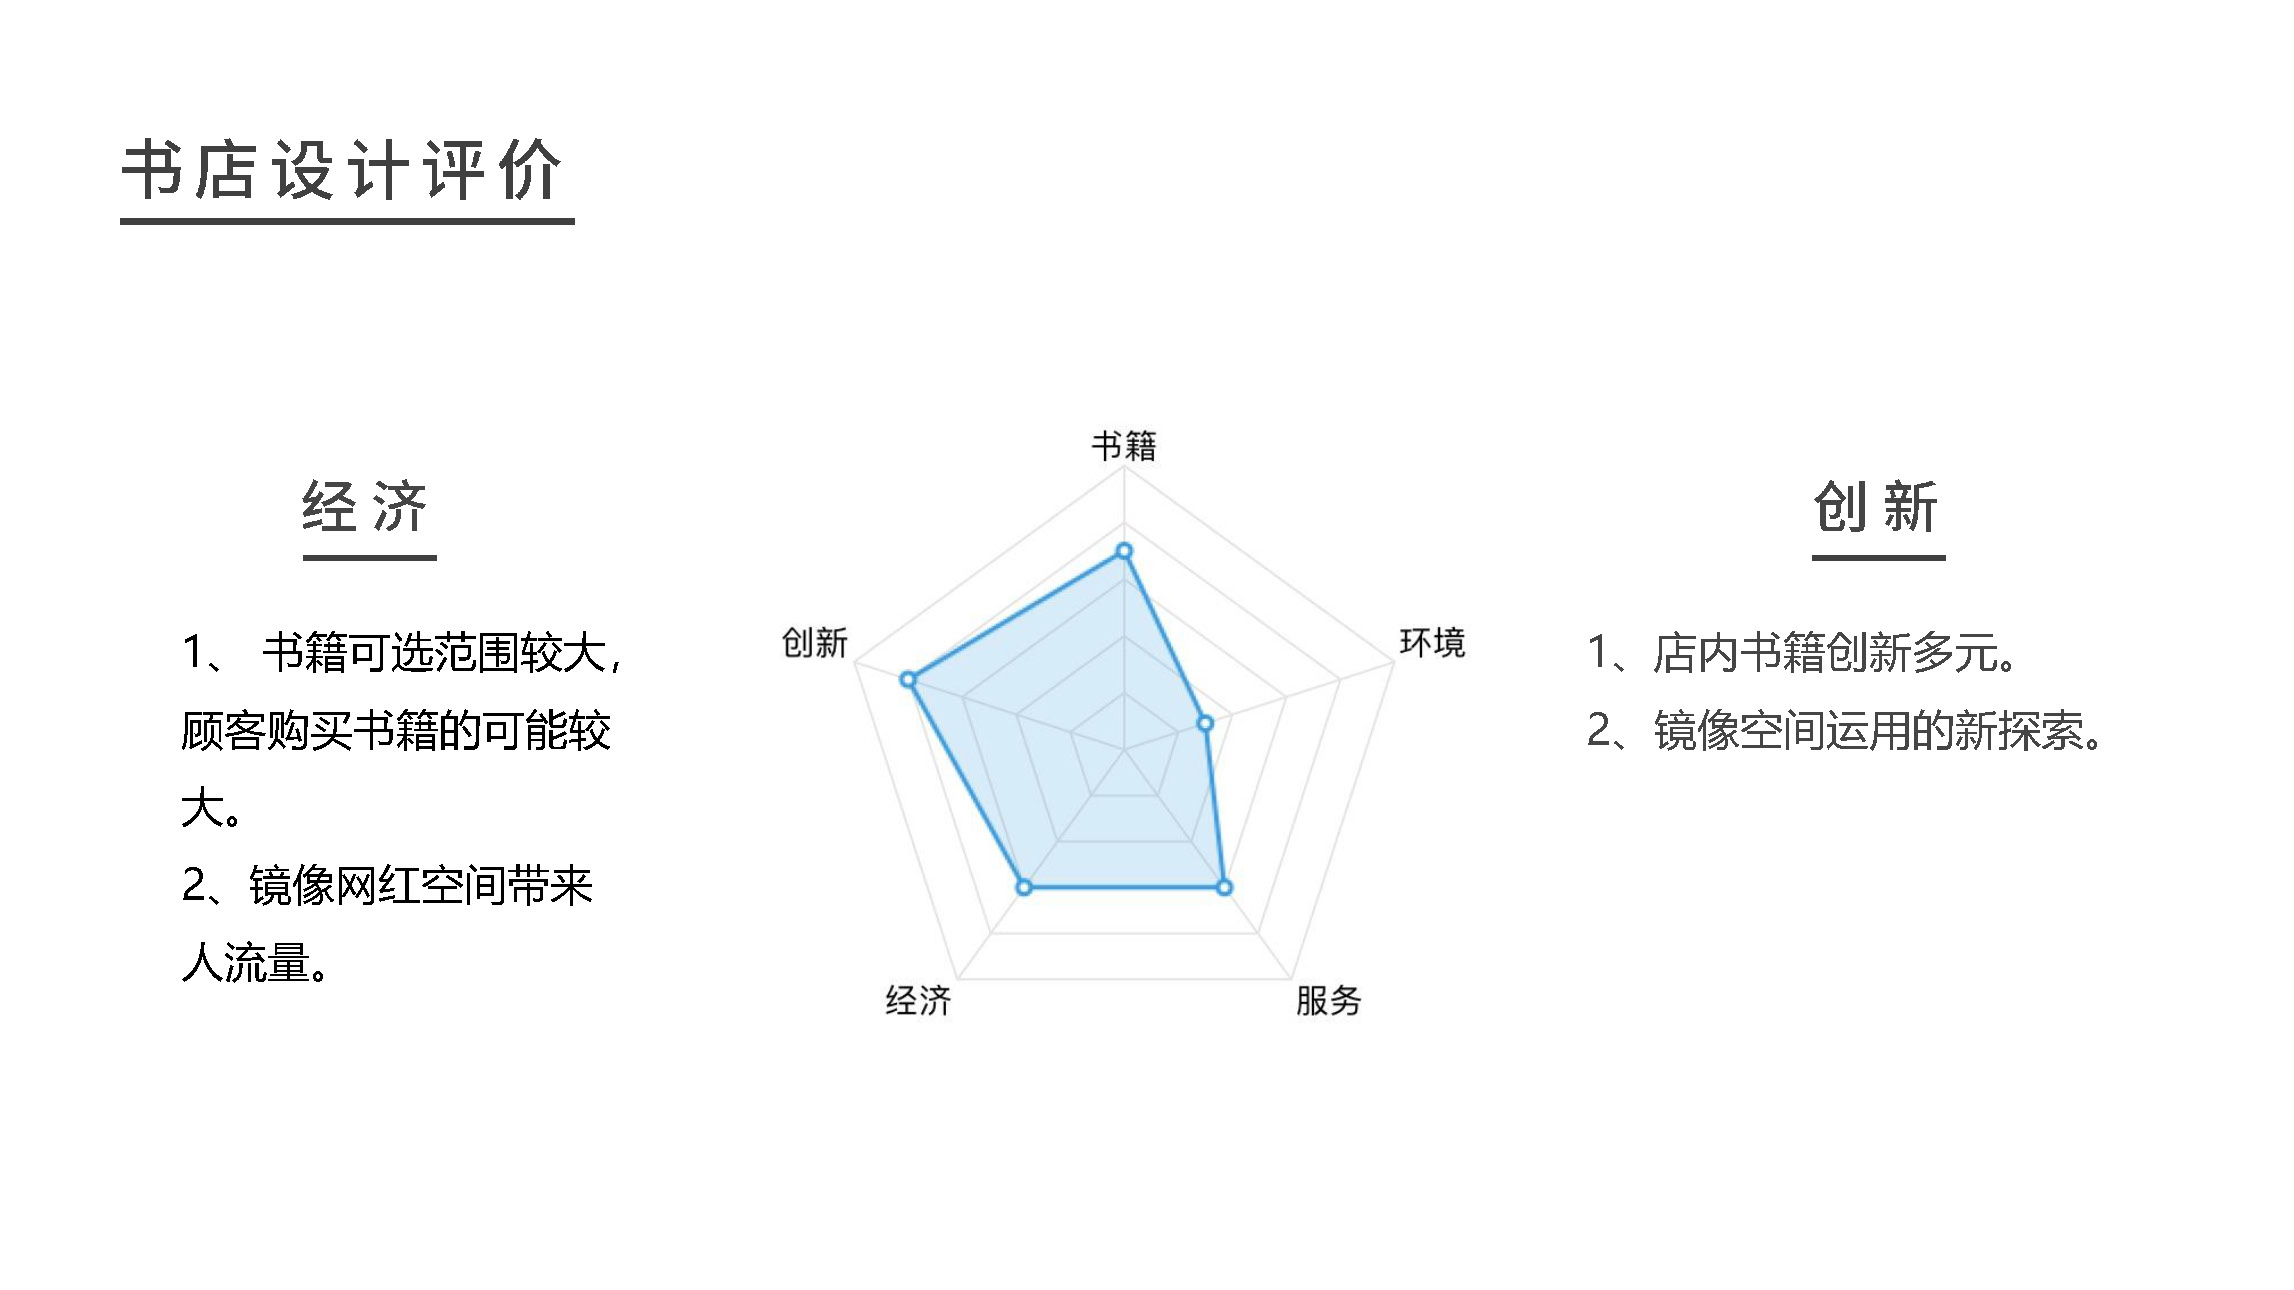 书店设计评价
经济
1、 书籍可选范围较大，
顾客购买书籍的可能较
大。
2、镜像网红空间带来
人流量。
书籍
创新
环境
经济
服务
创新
1、店内书籍创新多元。
2、镜像空间运用的新探索。